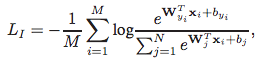 $L_I = -\frac{1}{M} \sum_{i=1}^{M} \log \frac{e^{\mathbf{W}_{y_i}^T \mathbf{x}_i + b_{y_i}}}{\sum_{j=1}^{N} e^{\mathbf{W}_j^T \mathbf{x}_i + b_j}},$